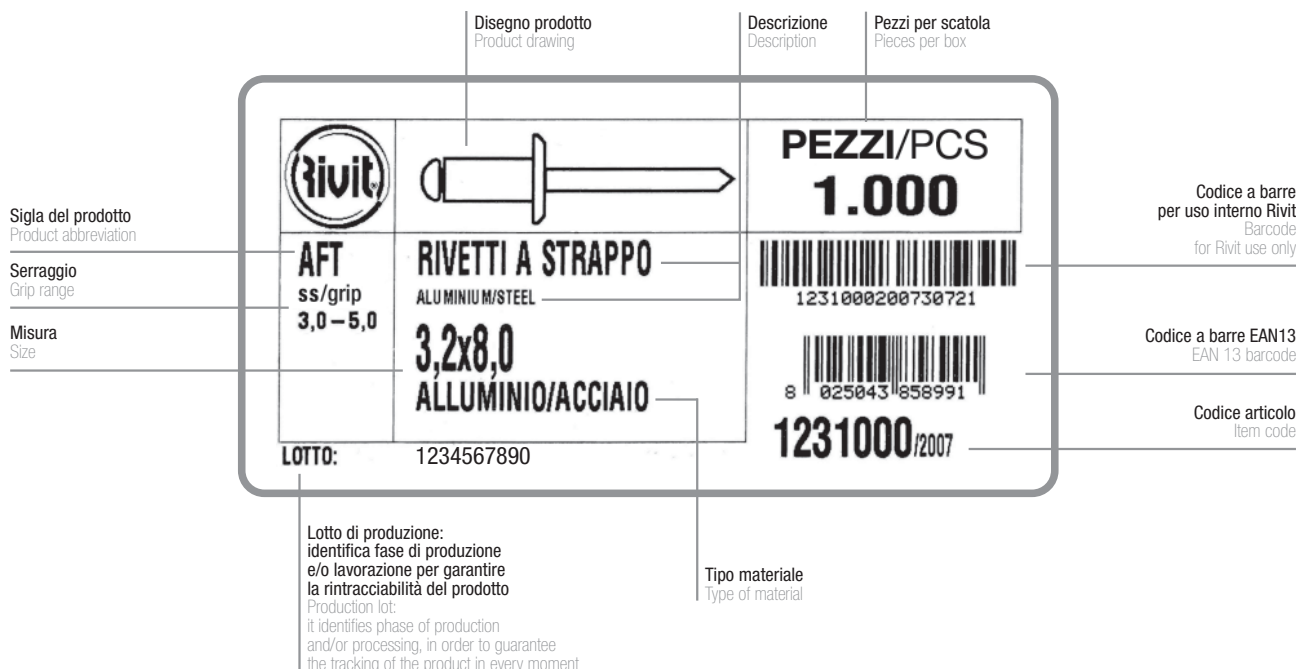 Disegno prodotto
Product drawing
Descrizione
Description
Pezzi per scatola
Pieces per box
Rivit®
PEZZI/PCS
1.000
Sigla del prodotto
Product abbreviation
Serraggio
Grip range
Misura
Size
AFT
ss/grip
3,0–5,0
RIVETTI A STRAPPO
ALUMINIUM/STEEL
3,2x8,0
ALLUMINIO/ACCIAIO
1231000200730721
8 025043 858991
1231000/2007
LOTTO: 1234567890
Codice a barre
per uso interno Rivit
Barcode
for Rivit use only
Codice a barre EAN13
EAN 13 barcode
Codice articolo
Item code
Lotto di produzione:
identifica fase di produzione
e/o lavorazione per garantire
la rintracciabilità del prodotto
Production lot:
it identifies phase of production
and/or processing, in order to guarantee
the tracking of the product in every moment
Tipo materiale
Type of material